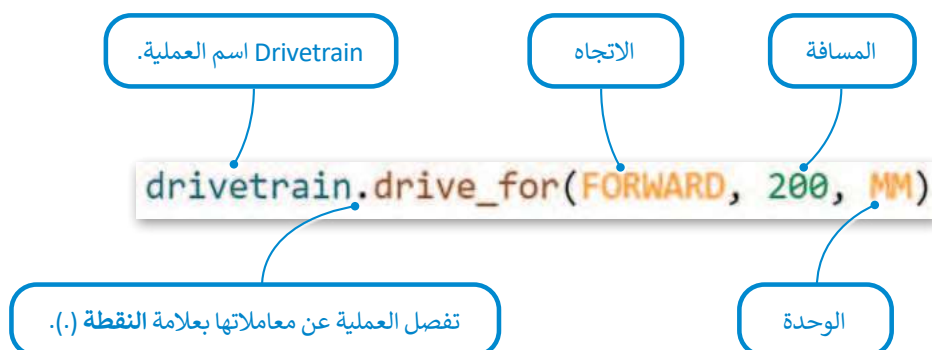 Drivetrain اسم العملية.
الاتجاه
المسافة
drivetrain.drive_for(FORWARD, 200, MM)
تفصل العملية عن معاملاتها بعلامة النقطة (.).
الوحدة